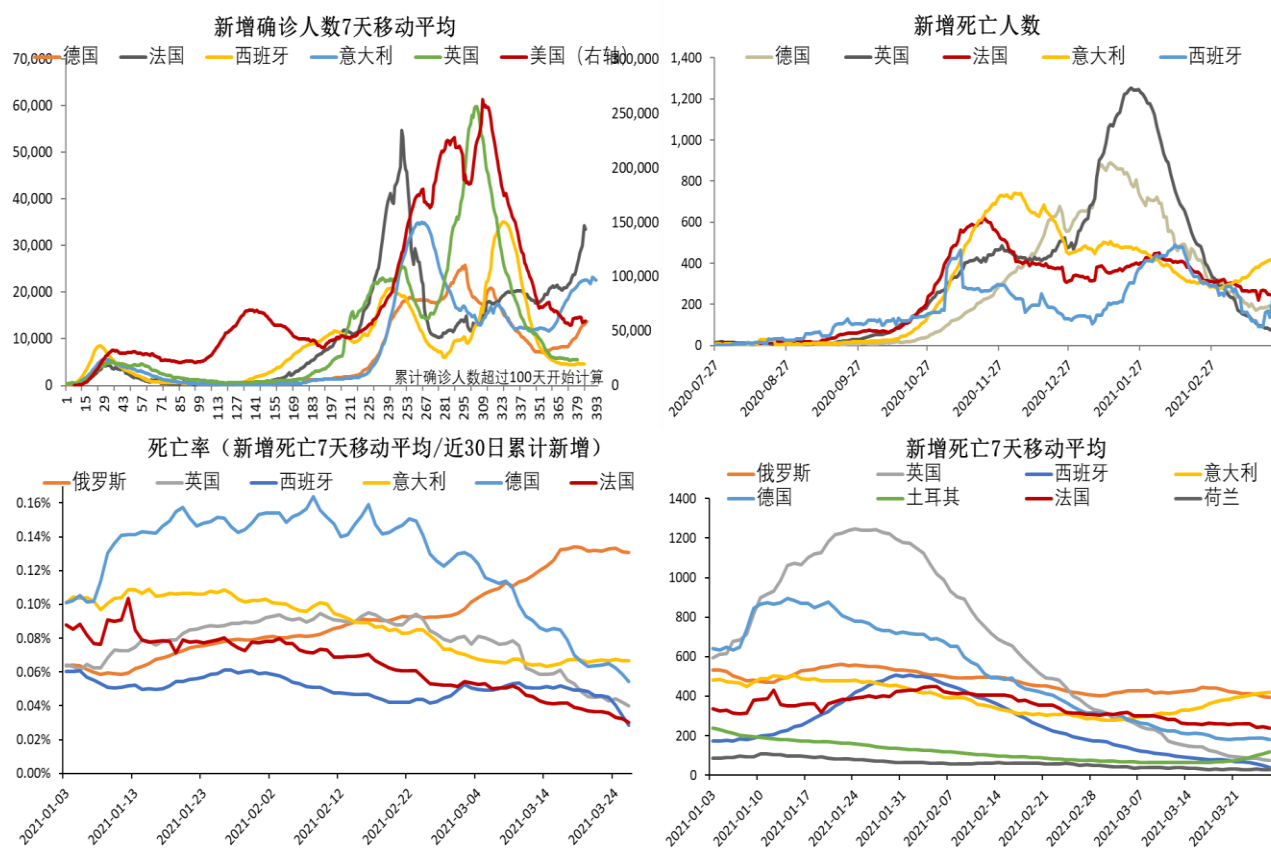 新增确诊人数7天移动平均
德国 法国 西班牙 意大利 英国 美国（右轴）
70,000
60,000
50,000
40,000
30,000
20,000
10,000
0
300,000
250,000
200,000
150,000
100,000
50,000
0
累计确诊人数超过100天开始计算
1 15 29 43 57 71 85 99 113 127 141 155 169 183 197 211 225 239 253 267 281 295 309 323 337 351 365 379 393
新增死亡人数
德国 英国 法国 意大利 西班牙
1,400
1,200
1,000
800
600
400
200
0
2020-07-27 2020-08-27 2020-09-27 2020-10-27 2020-11-27 2020-12-27 2021-01-27 2021-02-27
死亡率（新增死亡7天移动平均/近30日累计新增）
俄罗斯 英国 西班牙 意大利 德国 法国
0.16%
0.14%
0.12%
0.10%
0.08%
0.06%
0.04%
0.02%
0.00%
2021-01-03 2021-01-13 2021-01-23 2021-02-02 2021-02-12 2021-02-22 2021-03-04 2021-03-14 2021-03-24
新增死亡7天移动平均
俄罗斯 英国 西班牙 意大利
德国 土耳其 法国 荷兰
1400
1200
1000
800
600
400
200
0
2021-01-03 2021-01-10 2021-01-17 2021-01-24 2021-01-31 2021-02-07 2021-02-14 2021-02-21 2021-02-28 2021-03-07 2021-03-14 2021-03-21